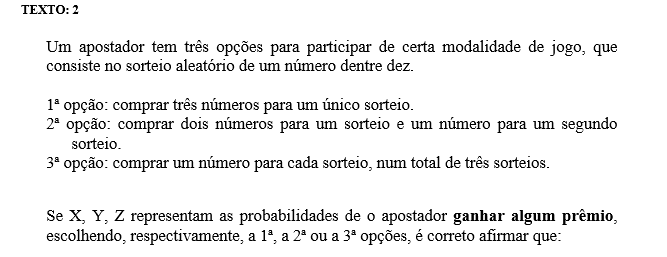 TEXTO: 2
Um apostador tem três opções para participar de certa modalidade de jogo, que
consiste no sorteio aleatório de um número dentre dez.
1ª opção: comprar três números para um único sorteio.
2ª opção: comprar dois números para um sorteio e um número para um segundo
sorteio.
3ª opção: comprar um número para cada sorteio, num total de três sorteios.
Se X, Y, Z representam as probabilidades de o apostador ganhar algum prêmio,
escolhendo, respectivamente, a 1ª, a 2ª ou a 3ª opções, é correto afirmar que: